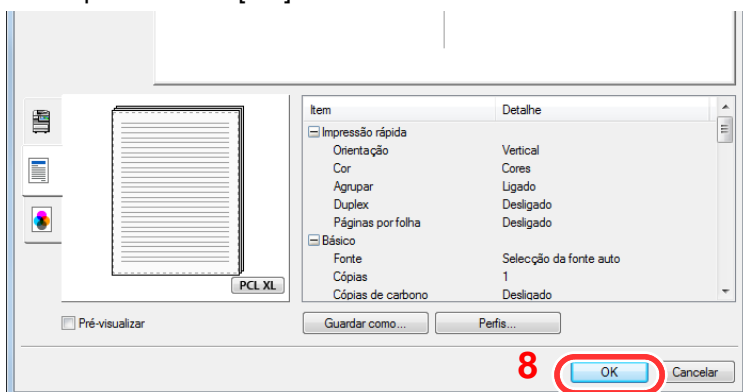 Item Detalhe
Impressão rápida
Orientação Vertical
Cor Cores
Agrupar Ligado
Duplex Desligado
Páginas por folha Desligado
Básico
Fonte Selecção da fonte auto
Cópias 1
Cópias de carbono Desligado
PCL XL
Pré-visualizar Guardar como... Perfis...
8 OK Cancelar